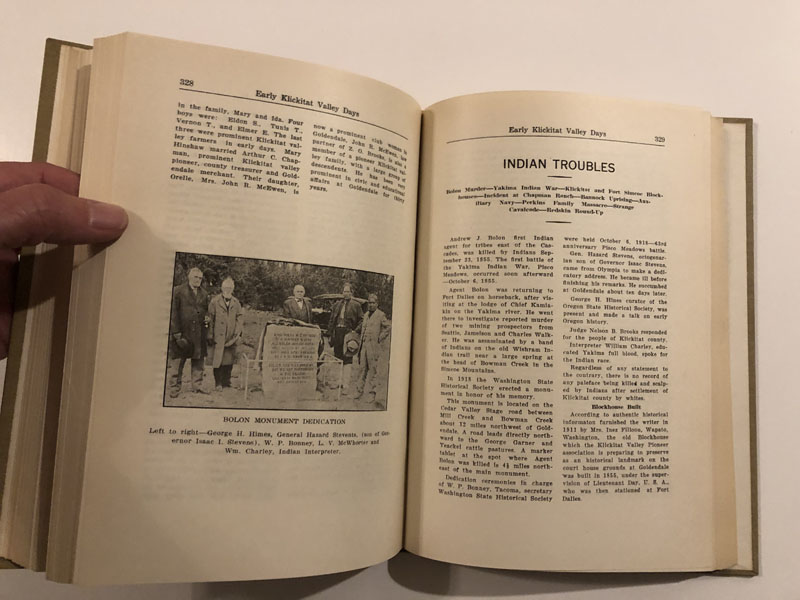 328
Early Klickitat Valley Days
in the family, Mary and Ida. Four
boys were: Eldon S., Tunis T.,
Vernon T., and Elmer E. The last
three were prominent Klickitat val-
ley farmers in early days. Mary
Hinshaw married Arthur C. Chap-
man, prominent Klickitat valley
pioneer, county treasurer and Gold-
endale merchant. Their daughter,
Orelle, Mrs. John R. McEwen, is
now a prominent club woman in
Goldendale. John R. McEwen,
partner of Z. O. Brooks, is also a
member of a pioneer Klickitat val-
ley family, with a large group of
descendents. He has been very
prominent in civic and educational
affairs at Goldendale for thirty
years.
BOLON MONUMENT DEDICATION
Left to right—George H. Himes, General Hazard Stevens, (son of Gov-
ernor Isaac I. Stevens), W. P. Bonney, L. V. McWhorter and
Wm. Charley, Indian Interpreter.
Early Klickitat Valley Days
329
INDIAN TROUBLES
Bolon Murder—Yakima Indian War—Klickitat and Fort Simcoe Block-
houses—Incident at Chapman Ranch—Bannock Uprising—Aux-
iliary Navy—Perkins Family Massacre—Strange
Cavalcade—Redskin Round-Up
Andrew J. Bolon first Indian
agent for tribes east of the Cas-
cades, was killed by Indians Sep-
tember 23, 1855. The first battle of
the Yakima Indian War, Pisco
Meadows, occurred soon afterward
—October 6, 1855.
Agent Bolon was returning to
Fort Dalles on horseback, after vis-
iting at the lodge of Chief Kamia-
kin on the Yakima river. He went
there to investigate reported murder
of two mining prospectors from
Seattle, Jamelson and Charles Walk-
er. He was assassinated by a band
of Indians on the old Wishram In-
dian trail near a large spring at
the head of Bowman Creek in the
Simcoe Mountains.
In 1918 the Washington State
Historical Society erected a monu-
ment in honor of his memory.
This monument is located on the
Cedar Valley Stage road between
Mill Creek and Bowman Creek
about 12 miles northwest of Gold-
endale. A road leads directly north-
ward to the George Garner and
Teachel cattle pastures. A marker
tablet at the spot where Agent
Bolon was killed is 4½ miles north-
east of the main monument.
Dedication ceremonies in charge
of W. P. Bonney, Tacoma, secretary
Washington State Historical Society
were held October 6, 1918—63rd
anniversary Pisco Meadows battle.
Gen. Hazard Stevens, octogenar-
ian son of Governor Isaac Stevens,
came from Olympia to make a dedi-
catory address. He became ill before
finishing his remarks. He succumbed
at Goldendale about ten days later.
George H. Himes curator of the
Oregon State Historical Society, was
present and made a talk on early
Oregon history.
Judge Nelson B. Brooks responded
for the people of Klickitat county.
Interpreter William Charley, edu-
cated Yakima full blood, spoke for
the Indian race.
Regardless of any statement to
the contrary, there is no record of
any paleface being killed and scalp-
ed by Indians after settlement of
Klickitat county by whites.
Blockhouse Built
According to authentic historical
informaton furnished the writer in
1911 by Mrs. Inez Filloon, Wapato,
Washington, the old Blockhouse
which the Klickitat Valley Pioneer
association is preparing to preserve
as an historical landmark on the
court house grounds at Goldendale
was built in 1855, under the super-
vision of Lieutenant Day, U. S. A.,
who was then stationed at Fort
Dalles.